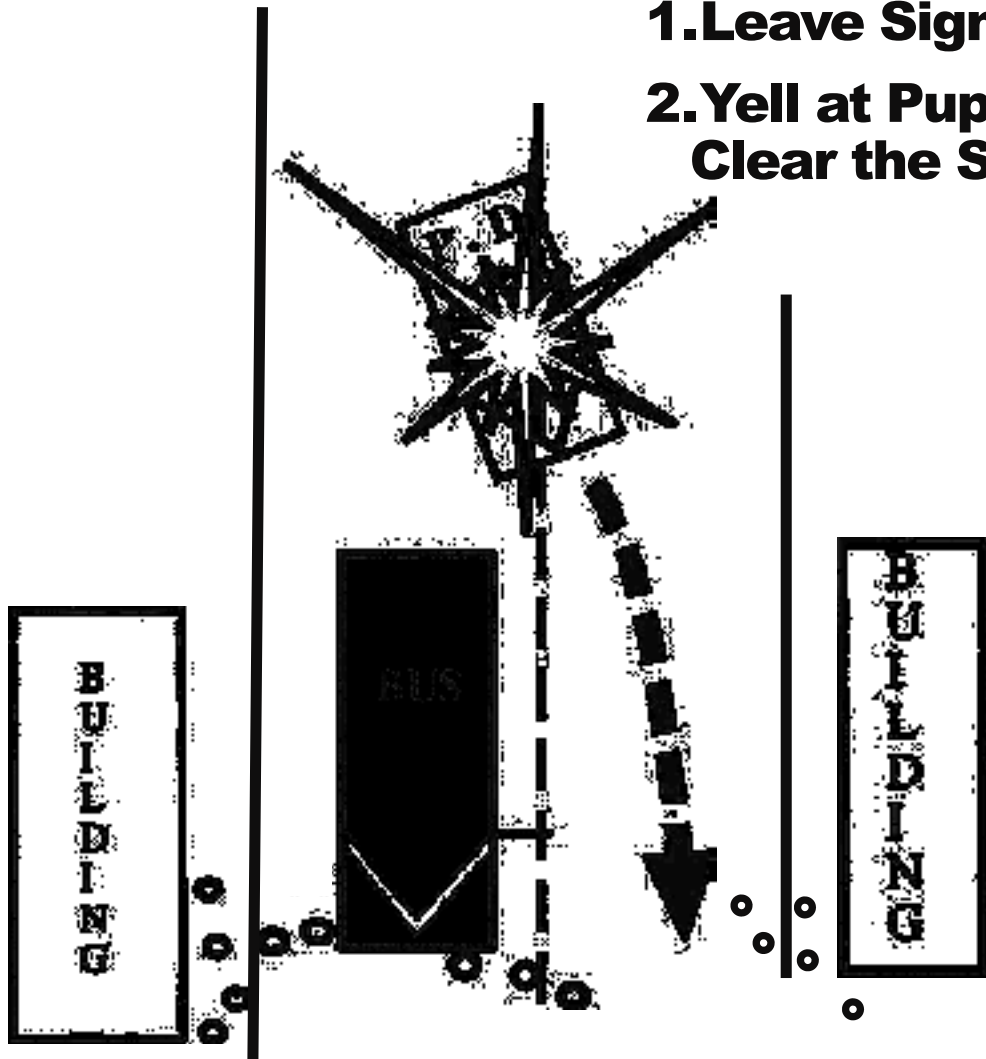 1.Leave Sign
2.Yell at Pup
Clear the S
BUS
BUILDING
BUILDING